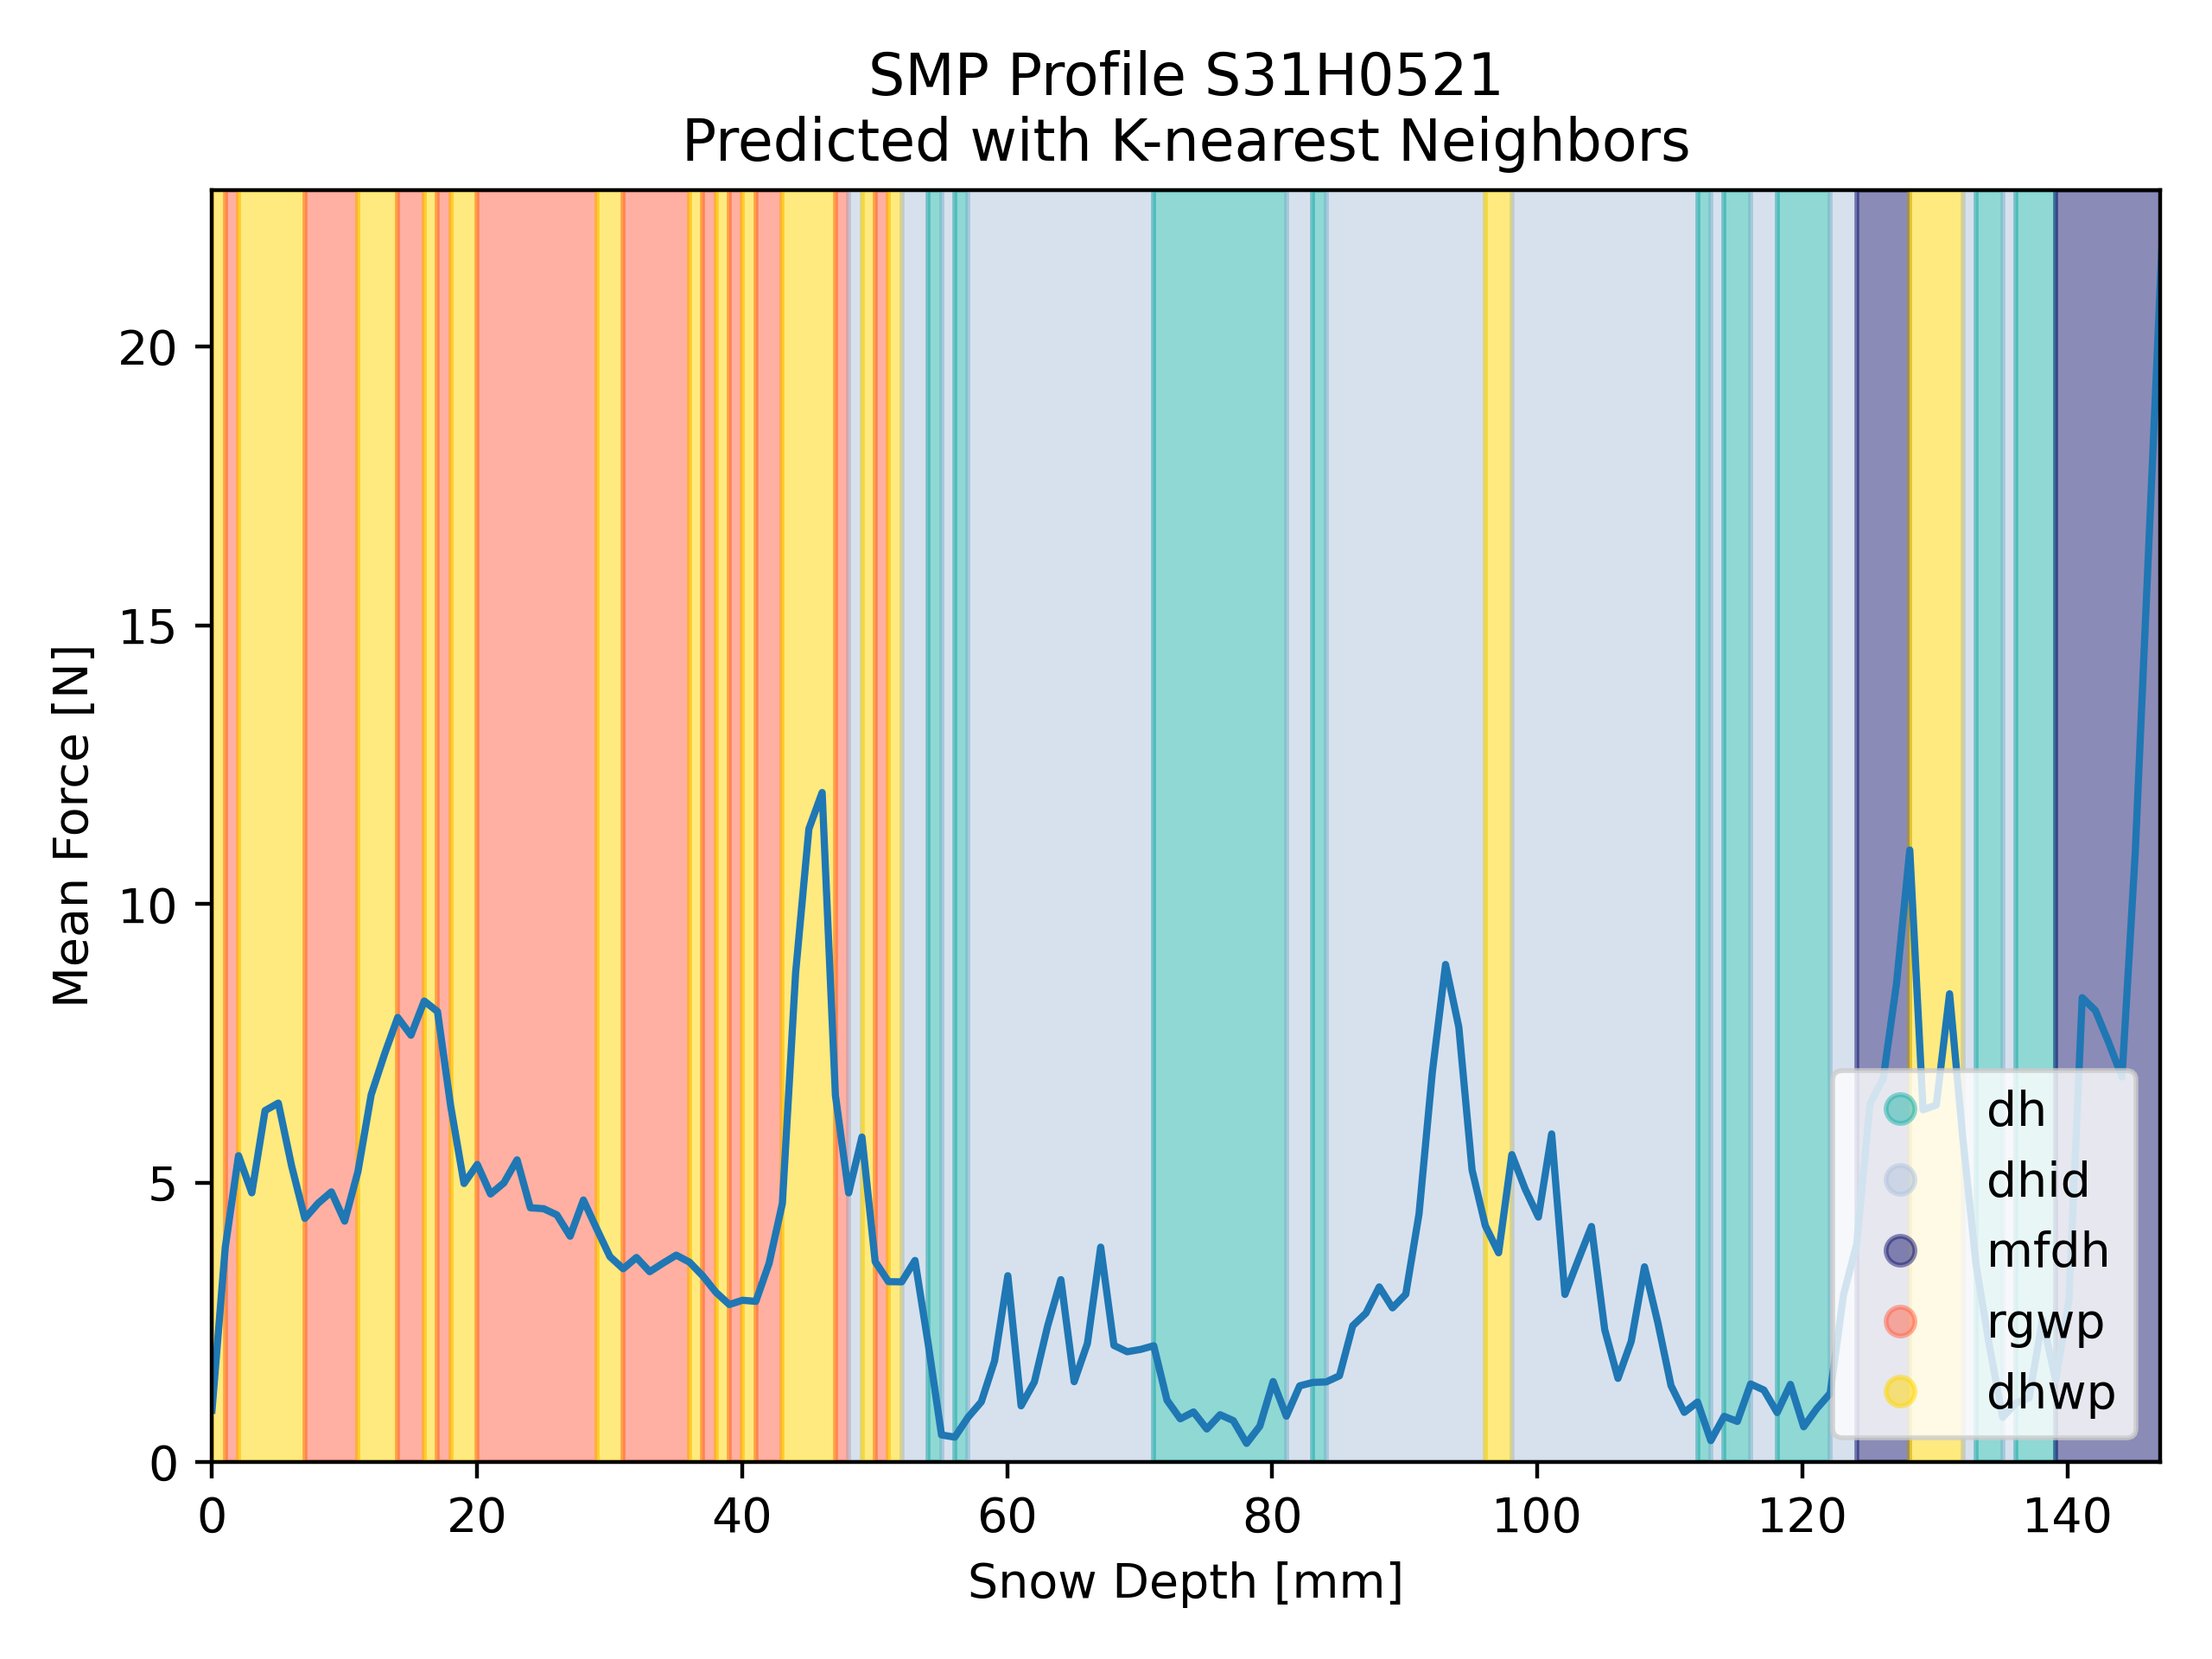 SMP Profile S31H0521
Predicted with K-nearest Neighbors
Mean Force [N]
20
15
10
5
0
dh
dhid
mfdh
rgwp
dhwp
0 20 40 60 80 100 120 140
Snow Depth [mm]